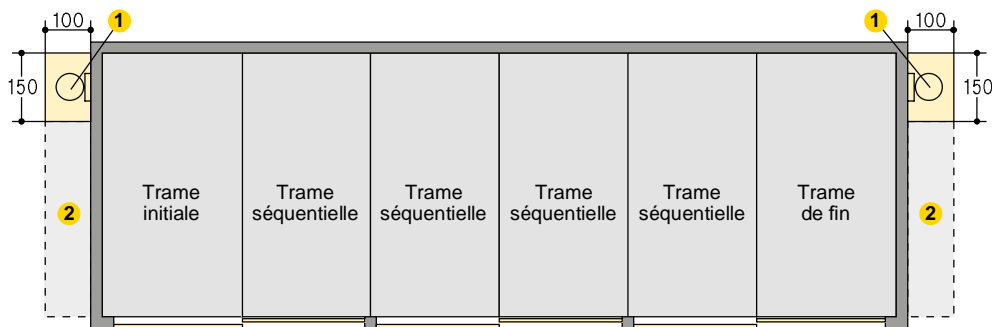 100
1
1
100
150
150
Trame
initiale
Trame
séquentielle
Trame
séquentielle
Trame
séquentielle
Trame
séquentielle
Trame
de fin
2
2